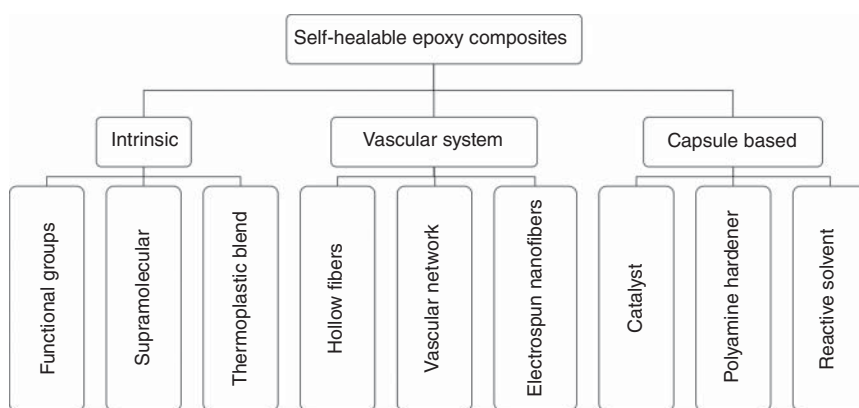 Self-healable epoxy composites
Intrinsic
Vascular system
Capsule based
Functional groups
Supramolecular
Thermoplastic blend
Hollow fibers
Vascular network
Electrospun nanofibers
Catalyst
Polyamine hardener
Reactive solvent